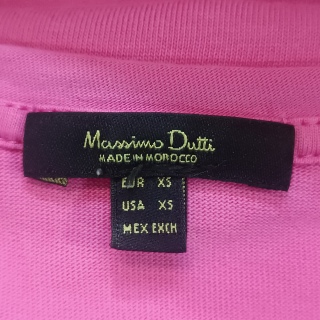 Massimo Dutti
MADE IN MOROCCO
EUR XS
USA XS
MEX EXCH